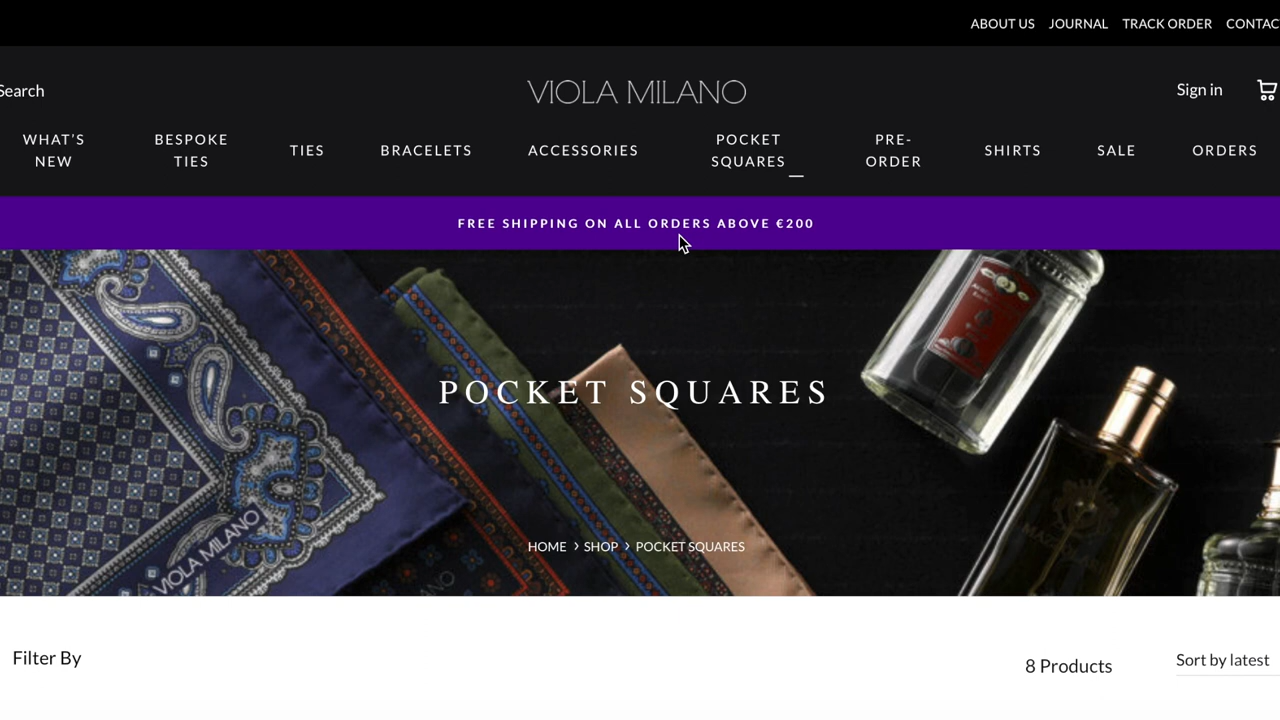 ABOUT US JOURNAL TRACK ORDER CONTAC
Search
VIOLA MILANO
Sign in
WHAT'S NEW
BESPOKE TIES
TIES
BRACELETS
ACCESSORIES
POCKET SQUARES
PRE-ORDER
SHIRTS
SALE
ORDERS
FREE SHIPPING ON ALL ORDERS ABOVE €200
POCKET SQUARES
VIOLA MILANO
HOME › SHOP › POCKET SQUARES
Filter By
8 Products
Sort by latest